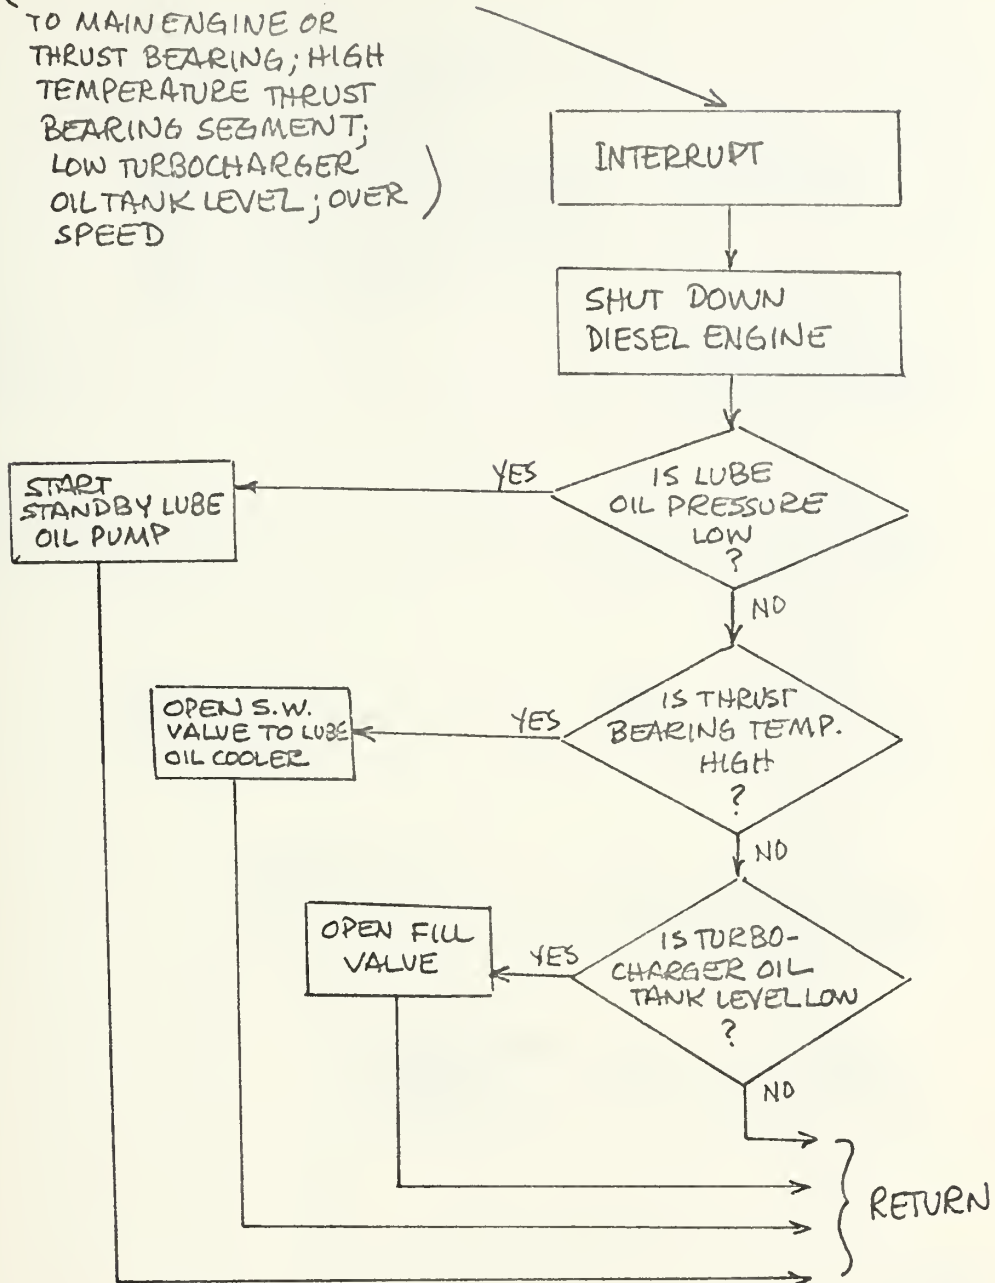 TO MAIN ENGINE OR
THRUST BEARING; HIGH
TEMPERATURE THRUST
BEARING SEGMENT;
LOW TURBOCHARGER
OIL TANK LEVEL; OVER
SPEED
INTERRUPT
SHUT DOWN
DIESEL ENGINE
IS LUBE
OIL PRESSURE
LOW
?
YES
START
STANDBY LUBE
OIL PUMP
NO
IS THRUST
BEARING TEMP.
HIGH
?
YES
OPEN S.W.
VALUE TO LUBE
OIL COOLER
NO
IS TURBO-
CHARGER OIL
TANK LEVEL LOW
?
YES
OPEN FILL
VALUE
NO
RETURN